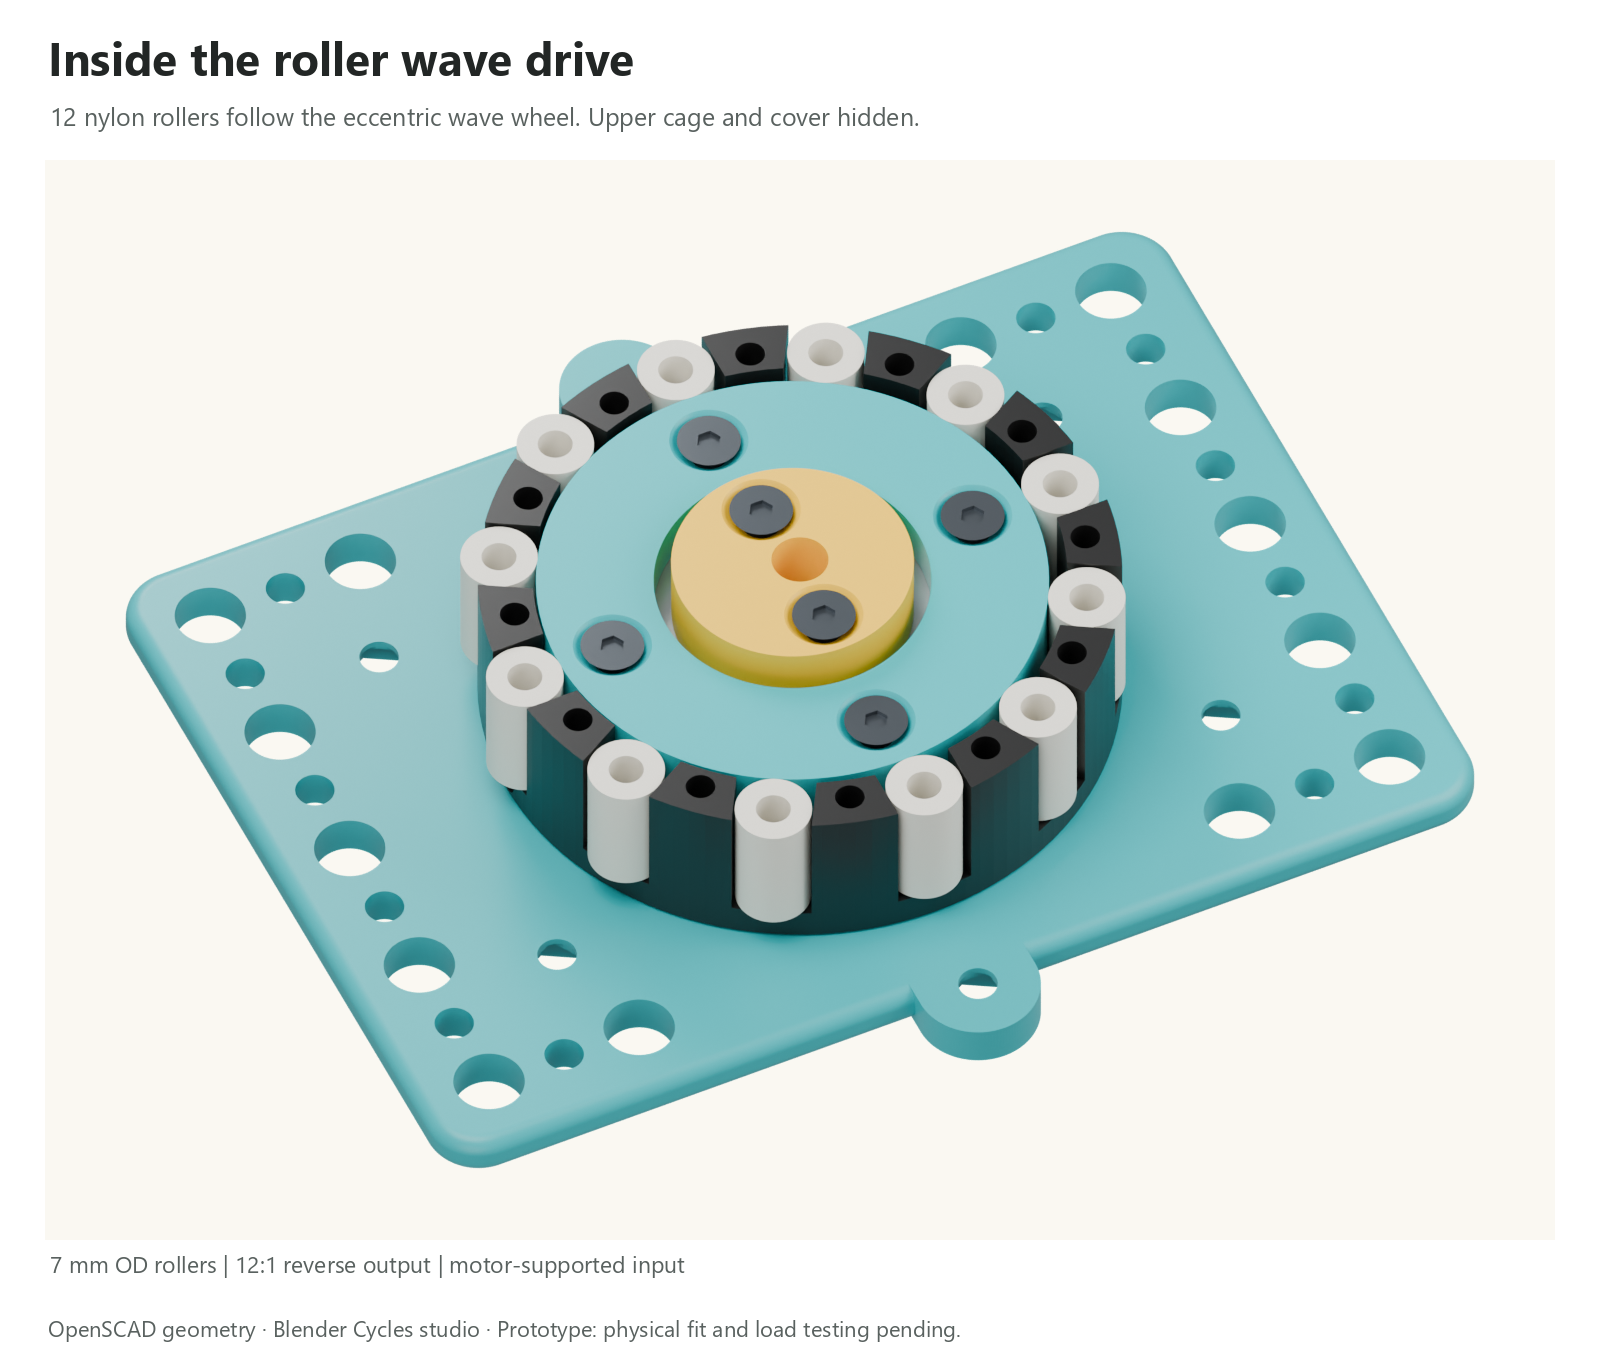 Inside the roller wave drive
12 nylon rollers follow the eccentric wave wheel. Upper cage and cover hidden.
7 mm OD rollers | 12:1 reverse output | motor-supported input
OpenSCAD geometry · Blender Cycles studio · Prototype: physical fit and load testing pending.